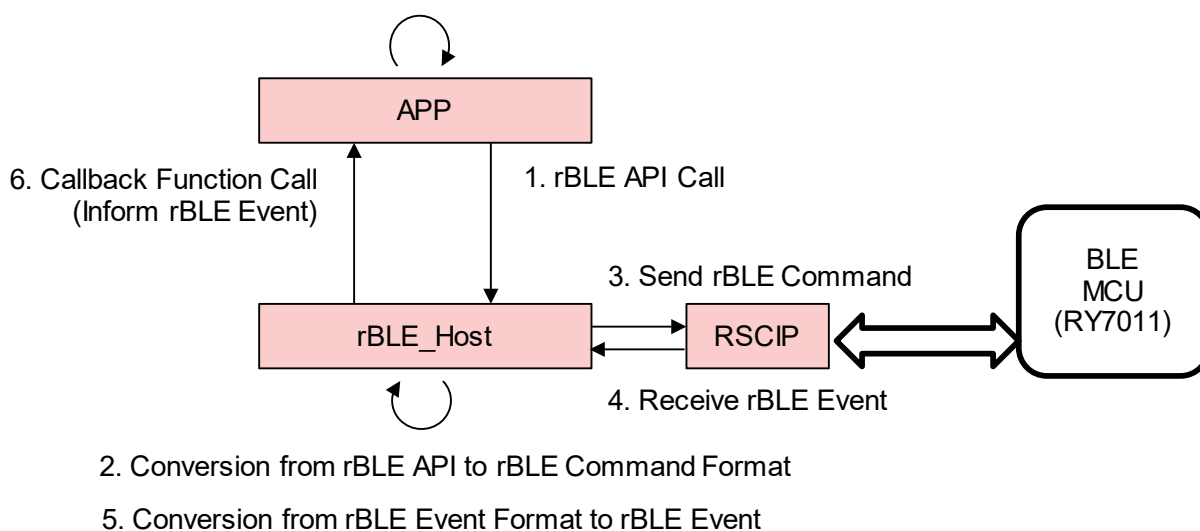 APP
6. Callback Function Call
(Inform rBLE Event)
1. rBLE API Call
BLE
MCU
(RY7011)
3. Send rBLE Command
rBLE_Host
RSCIP
4. Receive rBLE Event
2. Conversion from rBLE API to rBLE Command Format
5. Conversion from rBLE Event Format to rBLE Event